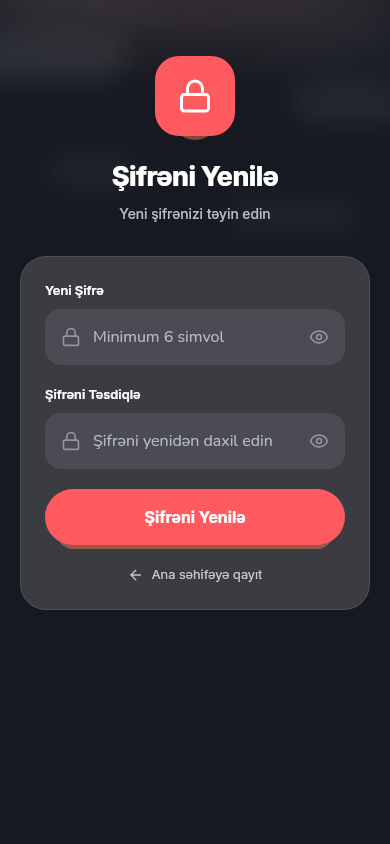 Şifrəni Yenilə
Yeni şifrənizi təyin edin
Yeni Şifrə
Minimum 6 simvol
Şifrəni Təsdiqlə
Şifrəni yenidən daxil edin
Şifrəni Yenilə
Ana səhifəyə qayıt